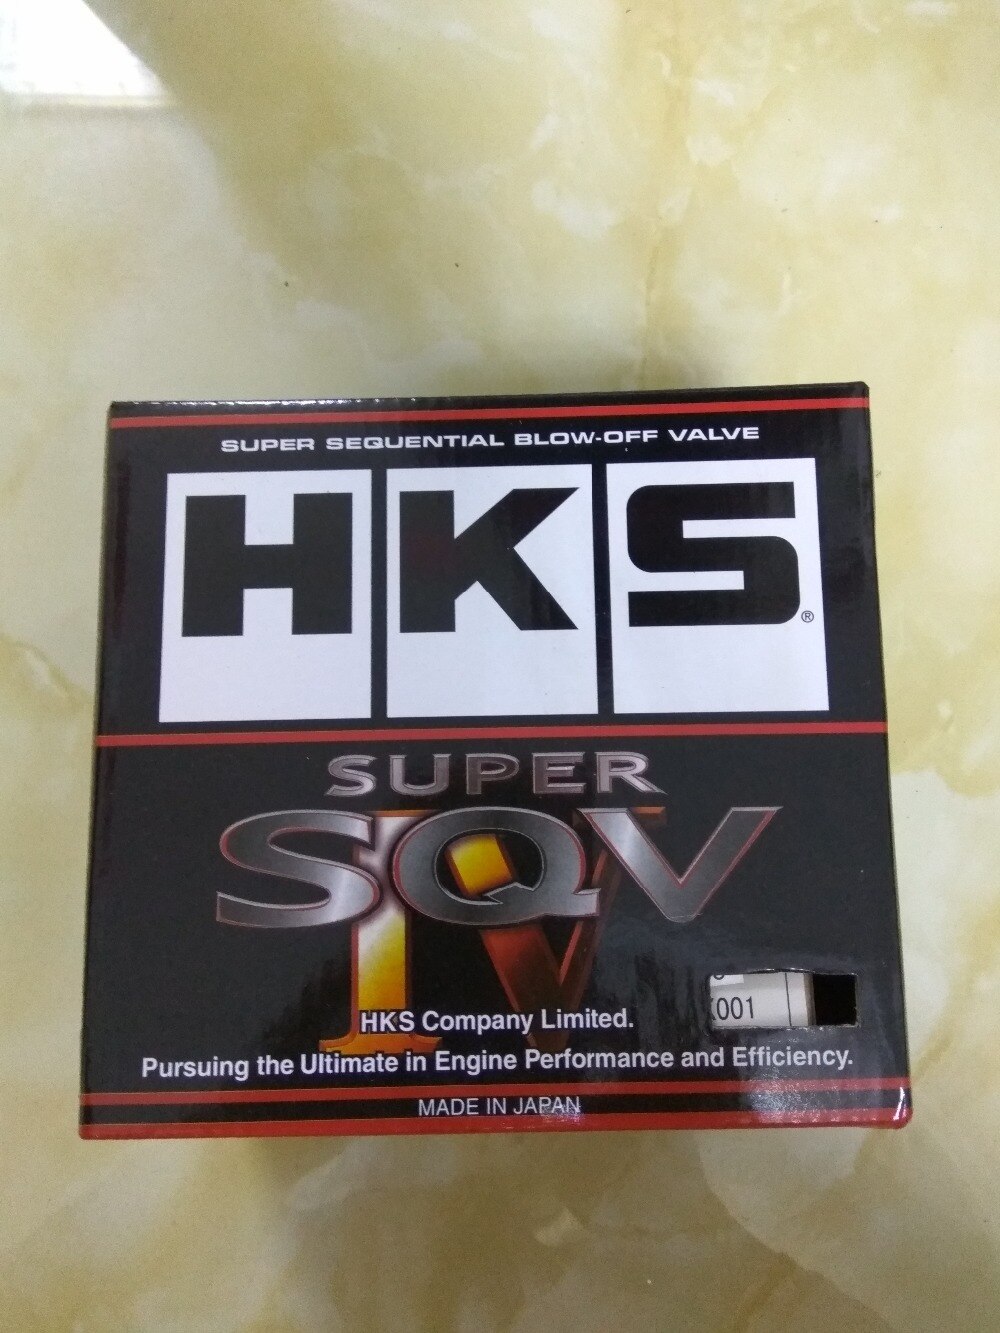 SUPER SEQUENTIAL BLOW-OFF VALVE
HKS®
SUPER
SQV
IV
001
HKS Company Limited.
Pursuing the Ultimate in Engine Performance and Efficiency.
MADE IN JAPAN